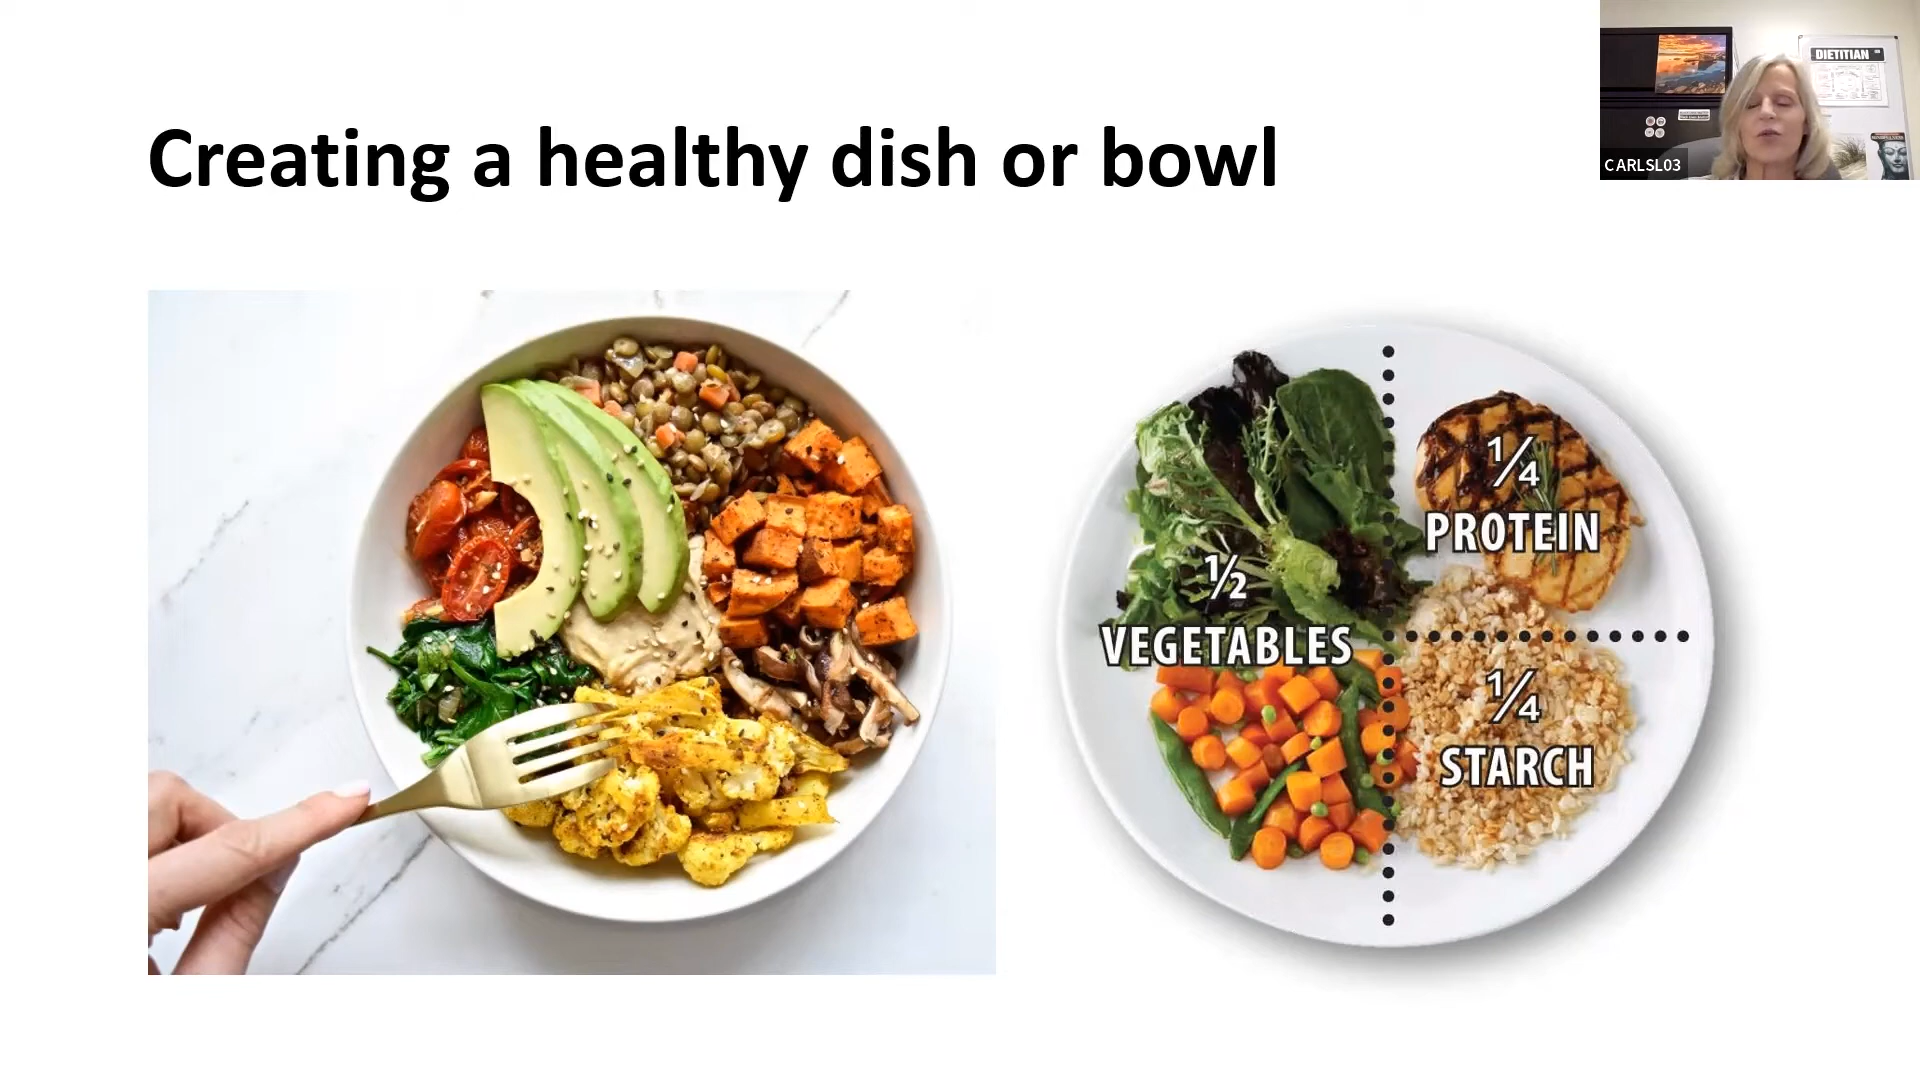 Creating a healthy dish or bowl
DIETITIAN
CARLSL03
1/4
PROTEIN
1/2
VEGETABLES
1/4
STARCH